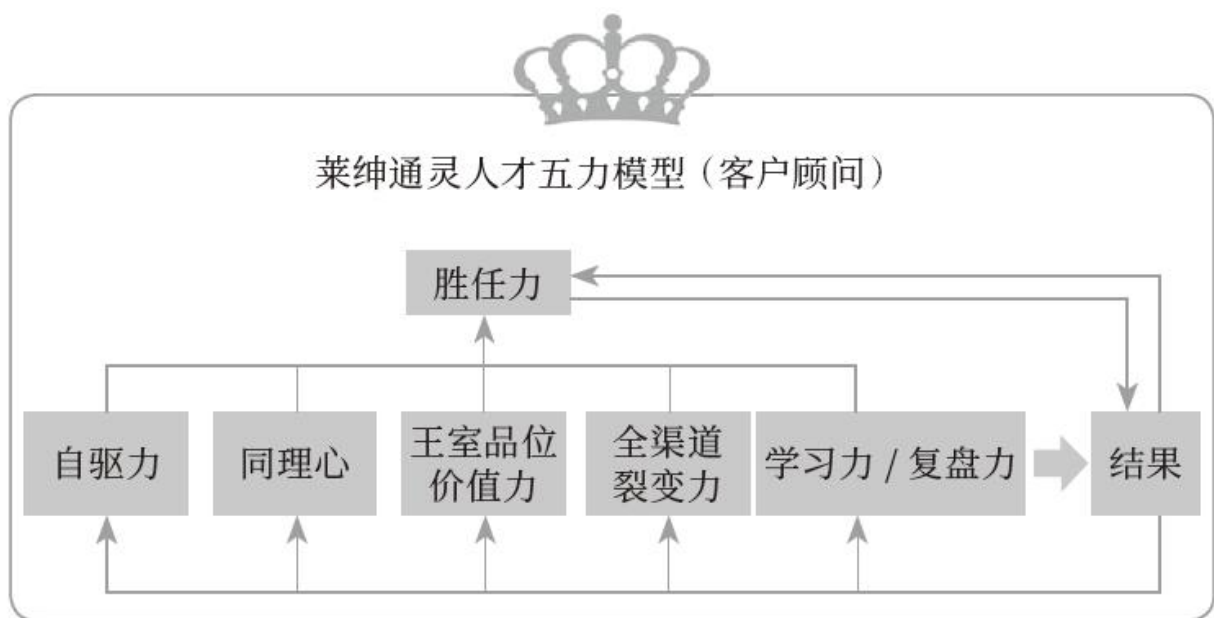 莱绅通灵人才五力模型（客户顾问）
胜任力
自驱力
同理心
王室品位
价值力
全渠道
裂变力
学习力 / 复盘力
结果